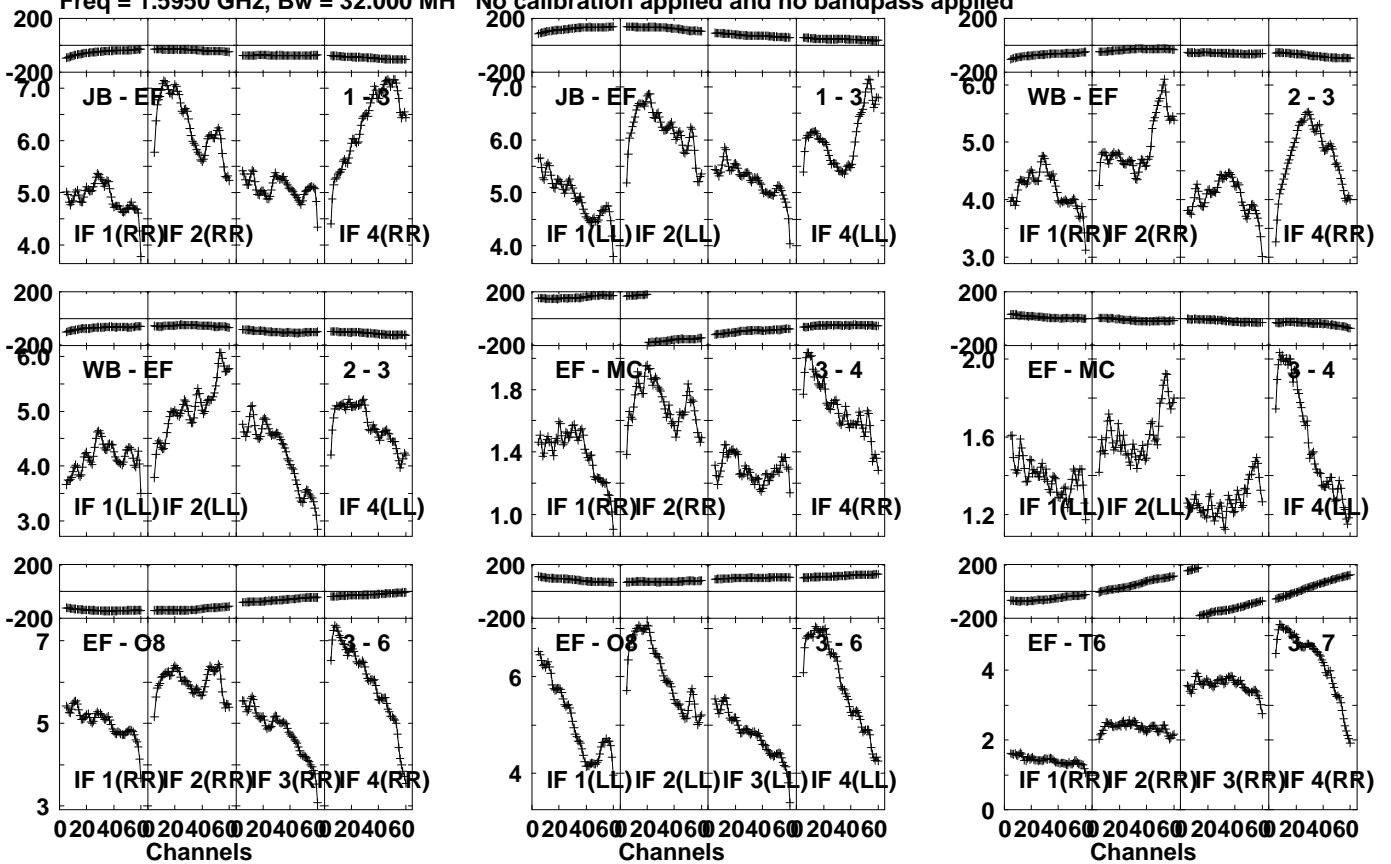 Freq = 1.5950 GHz, Bw = 32.000 MH No calibration applied and no bandpass applied
200 200 200
-200 -200 -200
7.0 JB - EF 1 - 3 7.0 JB - EF 1 - 3 6.0 WB - EF 2 - 3
6.0 6.0 5.0
5.0 5.0 4.0
4.0 IF 1(RR) IF 2(RR) IF 4(RR) 4.0 IF 1(LL) IF 2(LL) IF 4(LL) 3.0 IF 1(RR) IF 2(RR) IF 4(RR)
200 200 200
-200 -200 -200
6.0 WB - EF 2 - 3 EF - MC 3 - 4 2.0 EF - MC 3 - 4
5.0 1.8 1.6
4.0 1.4 1.2
3.0 IF 1(LL) IF 2(LL) IF 4(LL) 1.0 IF 1(RR) IF 2(RR) IF 4(RR) IF 1(LL) IF 2(LL) IF 4(LL)
200 200 200
-200 -200 -200
7 EF - O8 3 - 6 EF - O8 3 - 6 EF - T6 3 - 7
5 6 4
3 4 2
IF 1(RR) IF 2(RR) IF 3(RR) IF 4(RR) IF 1(LL) IF 2(LL) IF 3(LL) IF 4(LL) 0 IF 1(RR) IF 2(RR) IF 3(RR) IF 4(RR)
0 20 40 60 0 20 40 60 0 20 40 60 0 20 40 60 0 20 40 60 0 20 40 60 0 20 40 60 0 20 40 60 0 20 40 60 0 20 40 60 0 20 40 60 0 20 40 60
Channels Channels Channels